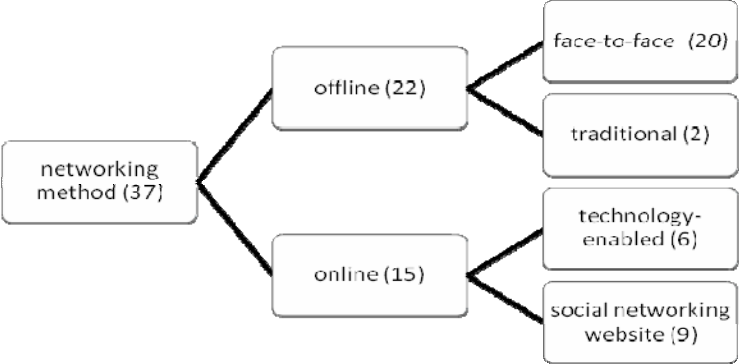 networking
method (37)
offline (22)
online (15)
face-to-face (20)
traditional (2)
technology-
enabled (6)
social networking
website (9)